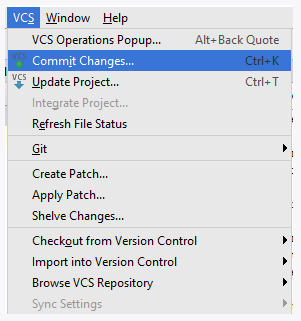 VCS Window Help
VCS Operations Popup... Alt+Back Quote
VCS Commit Changes... Ctrl+K
VCS Update Project... Ctrl+T
Integrate Project...
Refresh File Status
Git
Create Patch...
Apply Patch...
Shelve Changes...
Checkout from Version Control
Import into Version Control
Browse VCS Repository
Sync Settings